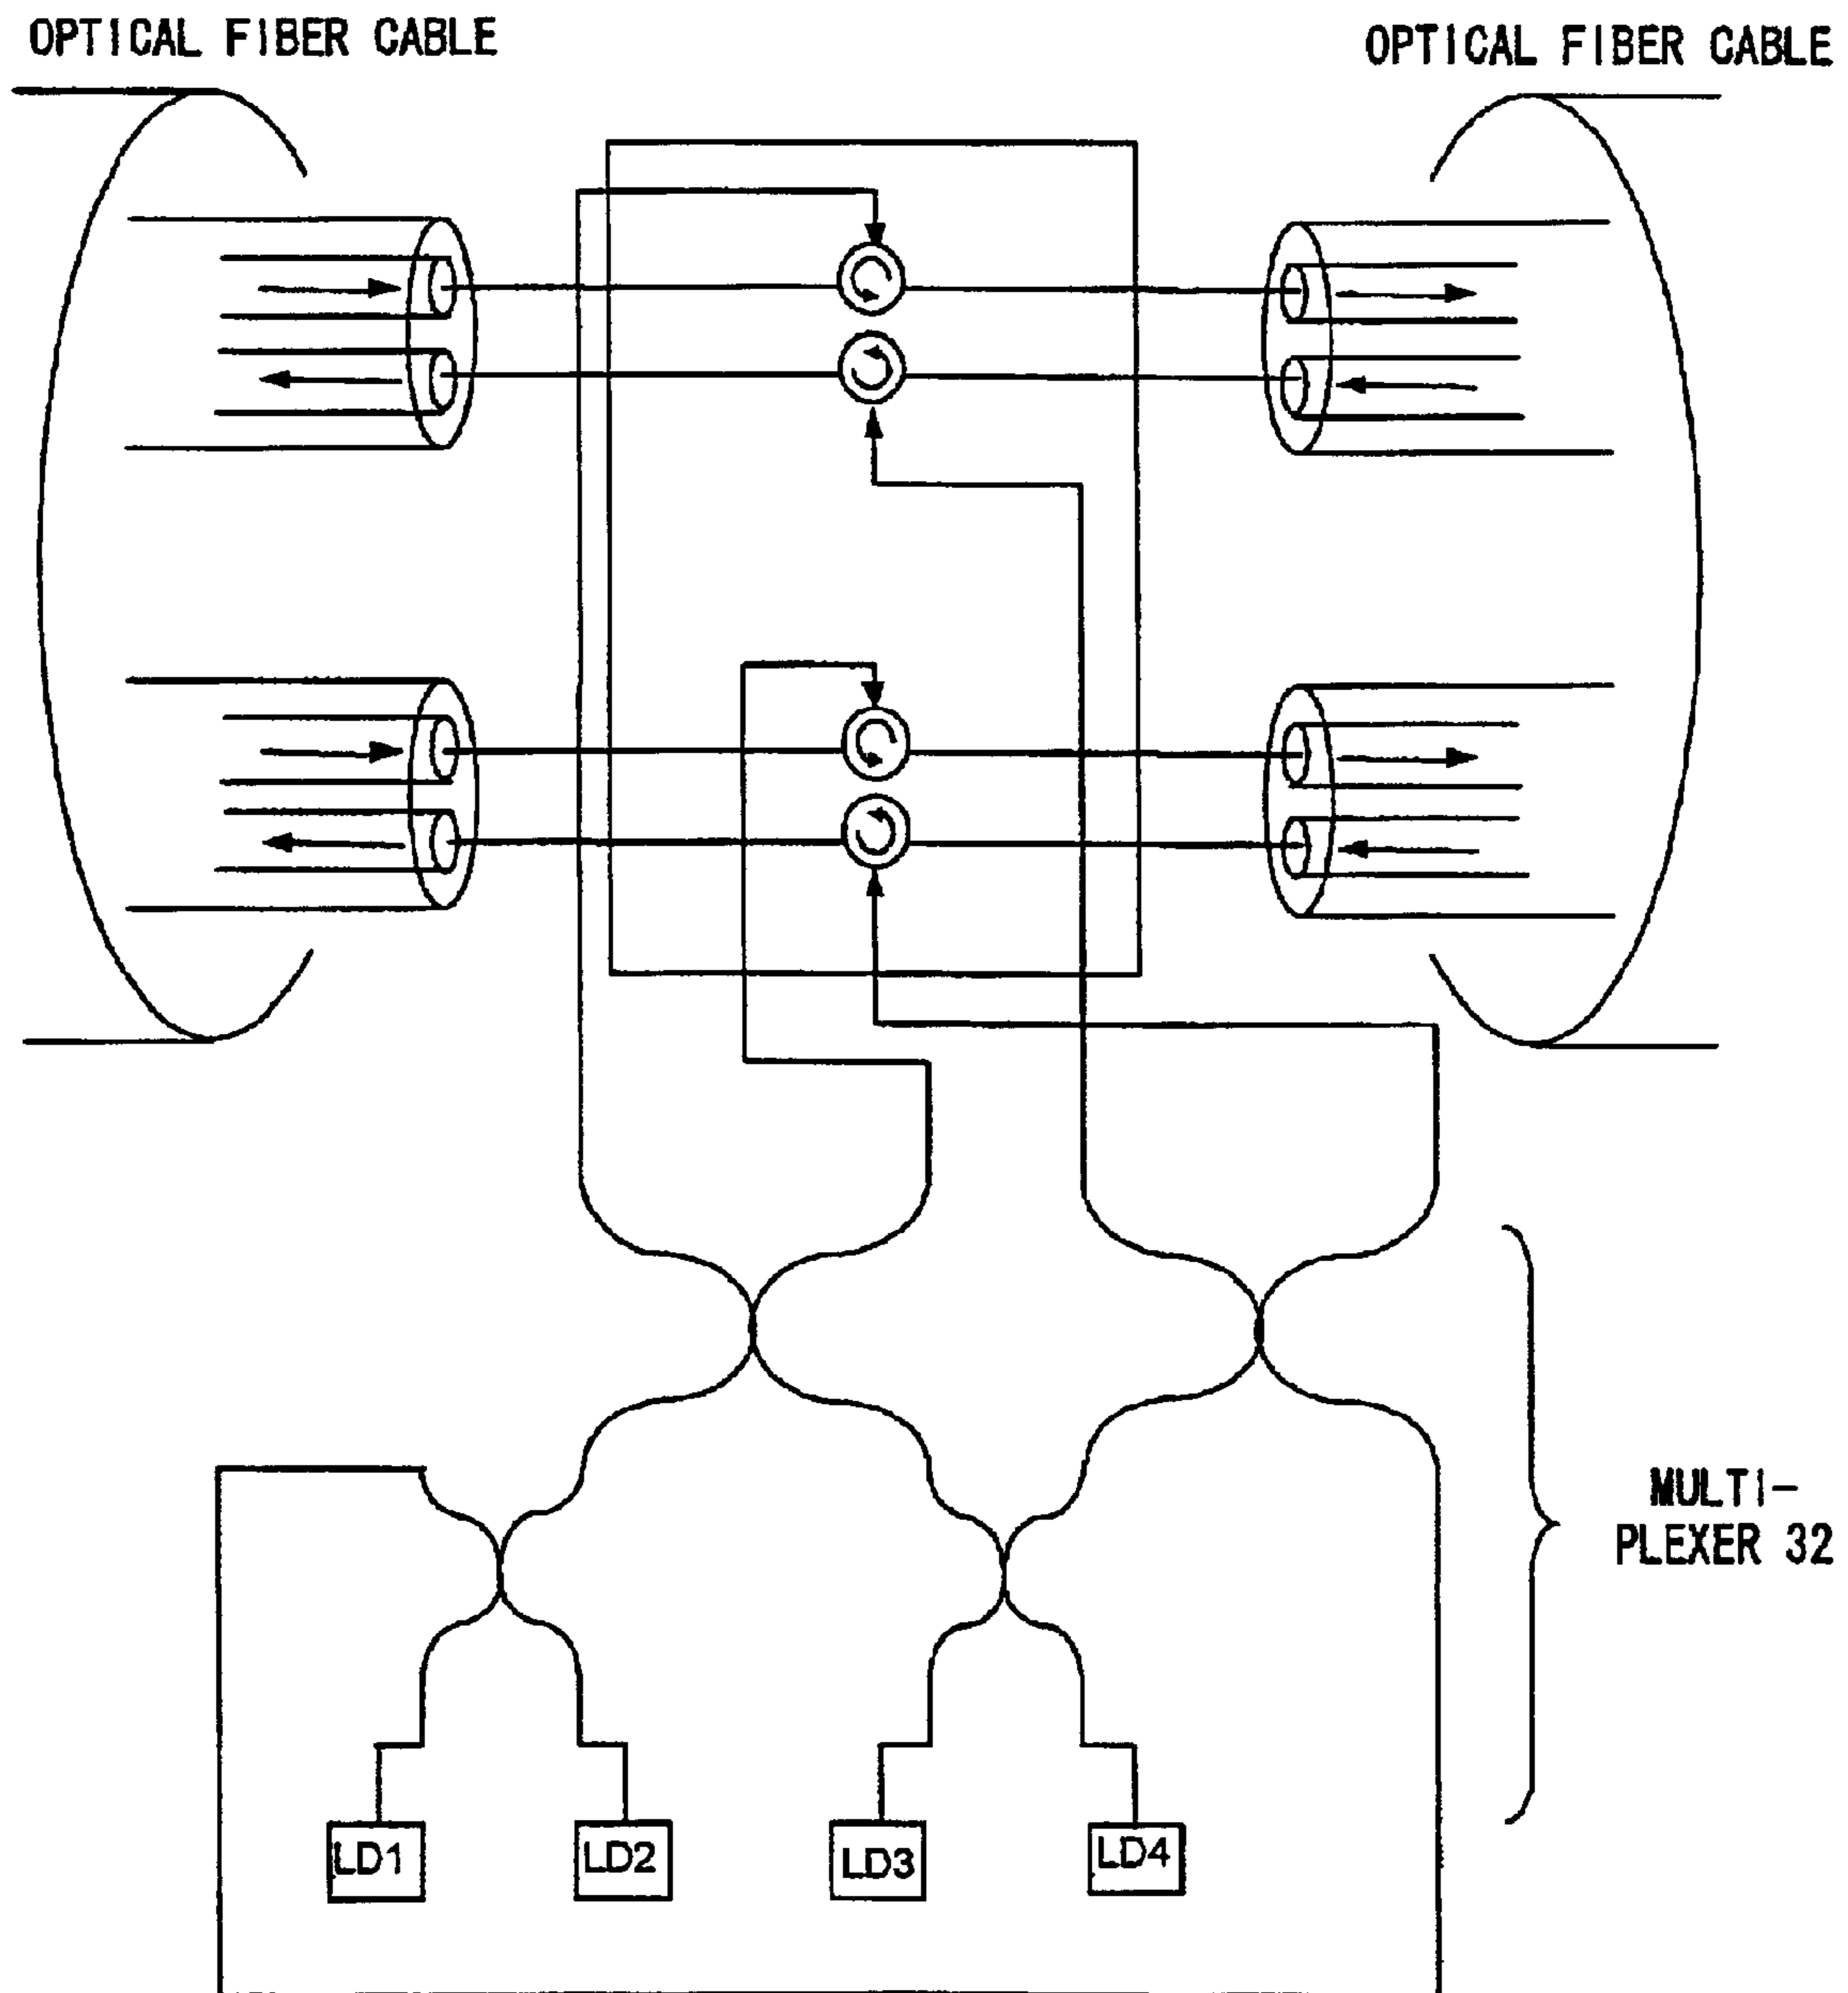 OPTICAL FIBER CABLE
OPTICAL FIBER CABLE
MULTI-
PLEXER 32
LD1
LD2
LD3
LD4